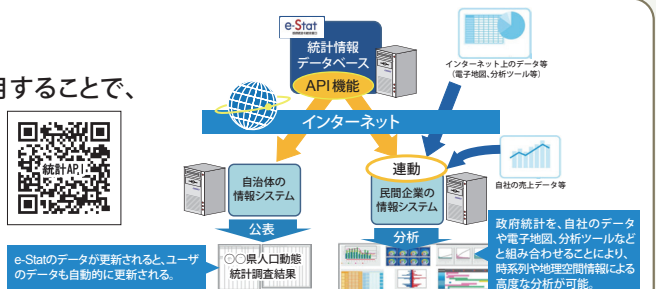 e-Stat
統計情報
データベース
API機能
インターネット上のデータ等
(電子地図、分析ツール等)
用することで、
インターネット
統計API
連動
自社の売上データ等
自治体の
情報システム
民間企業の
情報システム
公表
分析
e-Statのデータが更新されると、ユーザ
のデータも自動的に更新される。
○○県人口動態
統計調査結果
政府統計を、自社のデータ
や電子地図、分析ツールなど
と組み合わせることにより、
時系列や地理空間情報による
高度な分析が可能。